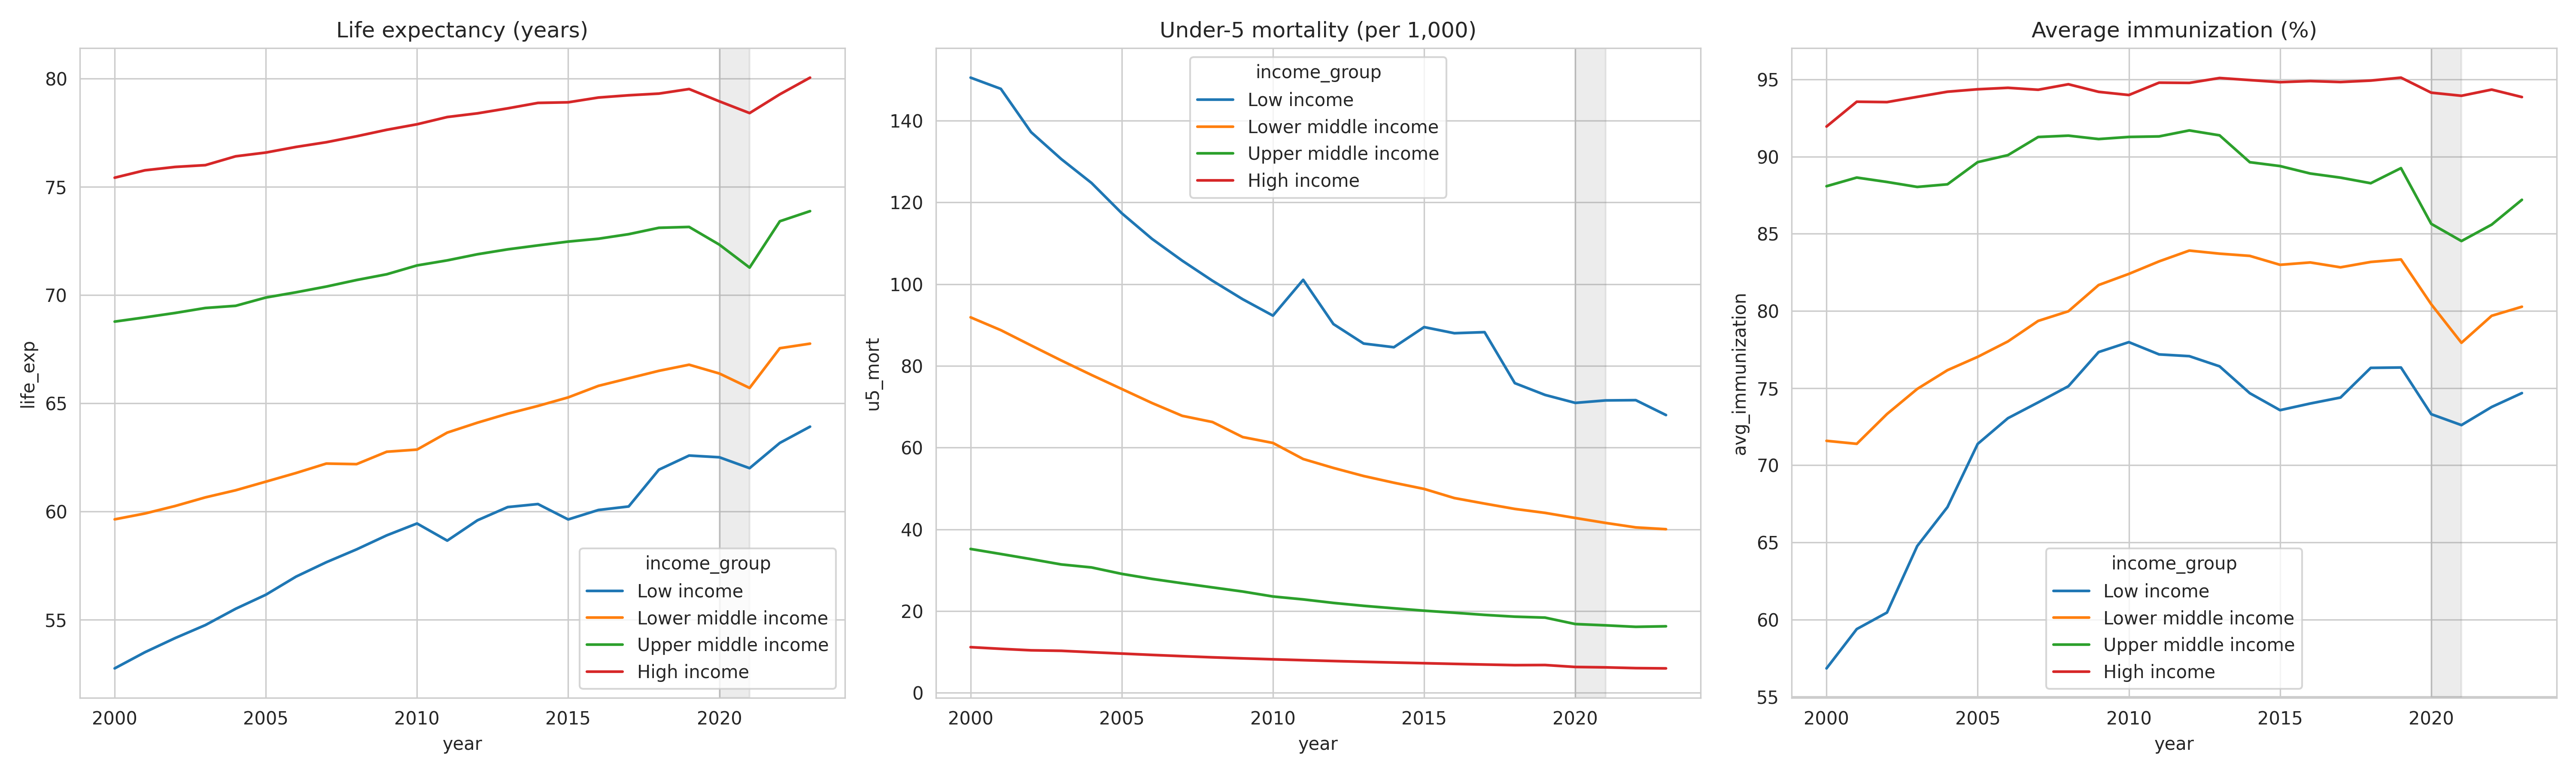 Life expectancy (years)
life_exp
80
75
70
65
60
55
income_group
Low income
Lower middle income
Upper middle income
High income
2000 2005 2010 2015 2020
year
Under-5 mortality (per 1,000)
u5_mort
140
120
100
80
60
40
20
0
income_group
Low income
Lower middle income
Upper middle income
High income
2000 2005 2010 2015 2020
year
Average immunization (%)
avg_immunization
95
90
85
80
75
70
65
60
55
income_group
Low income
Lower middle income
Upper middle income
High income
2000 2005 2010 2015 2020
year